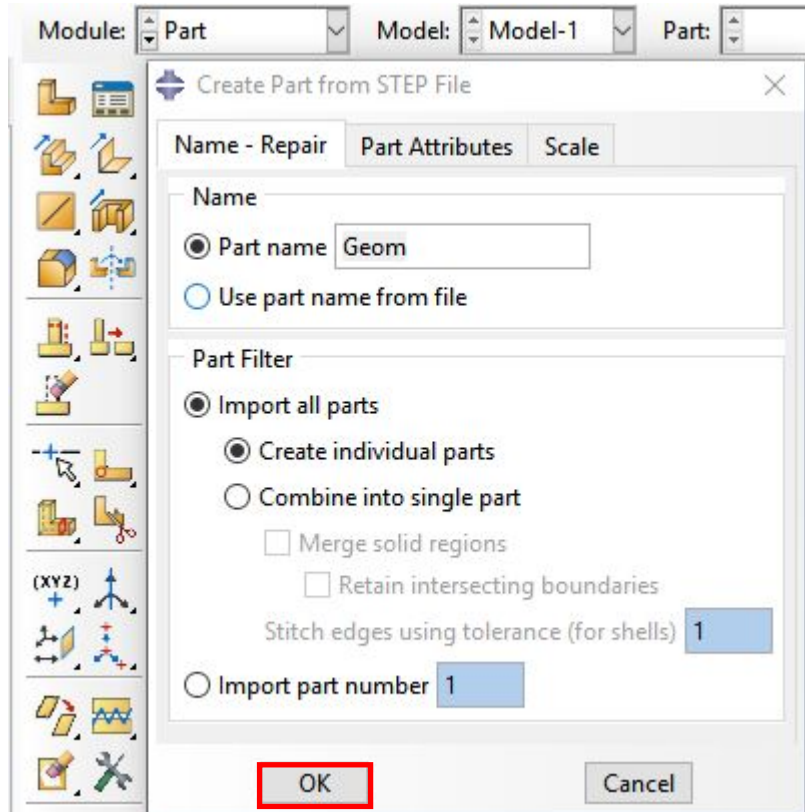 Module: Part Model: Model-1 Part:
Create Part from STEP File
Name - Repair Part Attributes Scale
Name
Part name Geom
Use part name from file
Part Filter
Import all parts
Create individual parts
Combine into single part
Merge solid regions
Retain intersecting boundaries
Stitch edges using tolerance (for shells) 1
(XYZ)
Import part number 1
OK Cancel